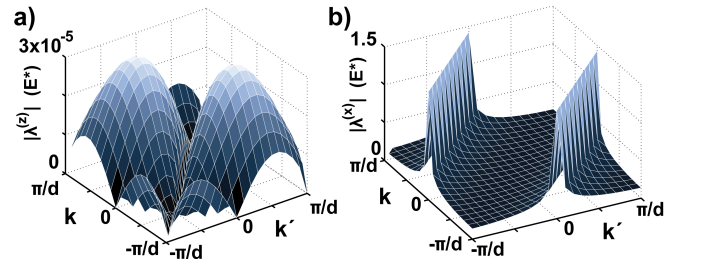 a)
3x10⁻⁵
|λ⁽ᶻ⁾| (E*)
0
π/d
k
0
-π/d
-π/d
0
k´
π/d
b)
1.5
|λ⁽ˣ⁾| (E*)
0
π/d
k
0
-π/d
-π/d
0
k´
π/d